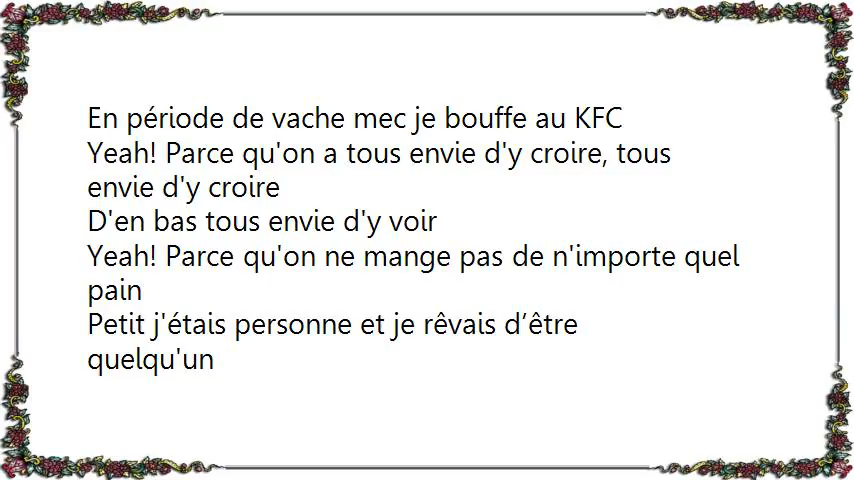 En période de vache mec je bouffe au KFC
Yeah! Parce qu'on a tous envie d'y croire, tous
envie d'y croire
D'en bas tous envie d'y voir
Yeah! Parce qu'on ne mange pas de n'importe quel
pain
Petit j'étais personne et je rêvais d’être
quelqu'un